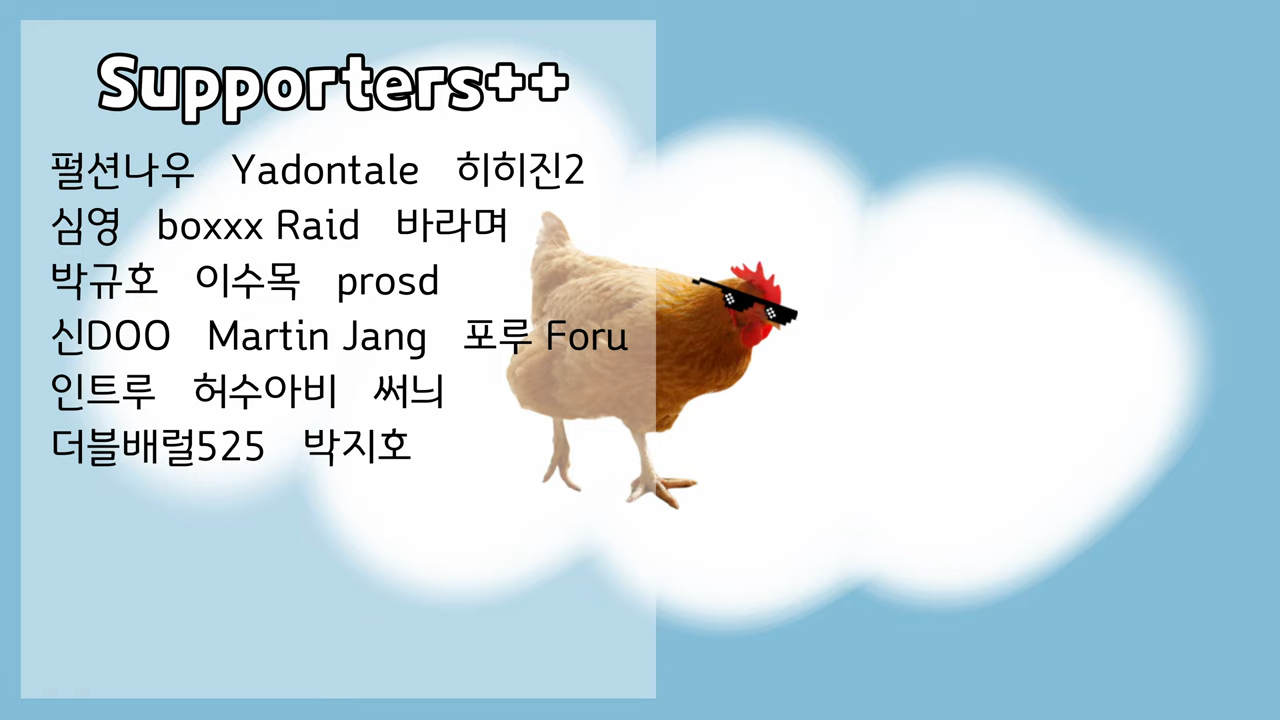 Supporters++
펄션나우 Yadontale 히히진2
심영 boxxx Raid 바라며
박규호 이수목 prosd
신DOO Martin Jang 포루 Foru
인트루 허수아비 써늬
더블배럴525 박지호